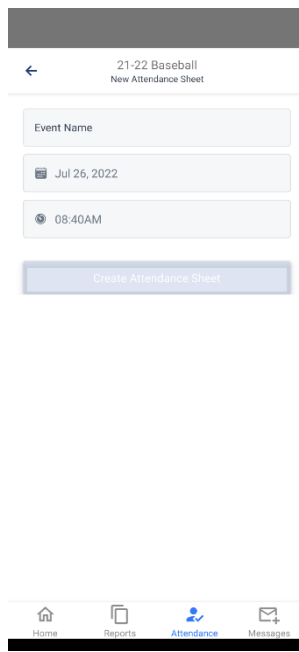 21-22 Baseball
New Attendance Sheet
Event Name
Jul 26, 2022
08:40AM
Create Attendance Sheet
Home Reports Attendance Messages